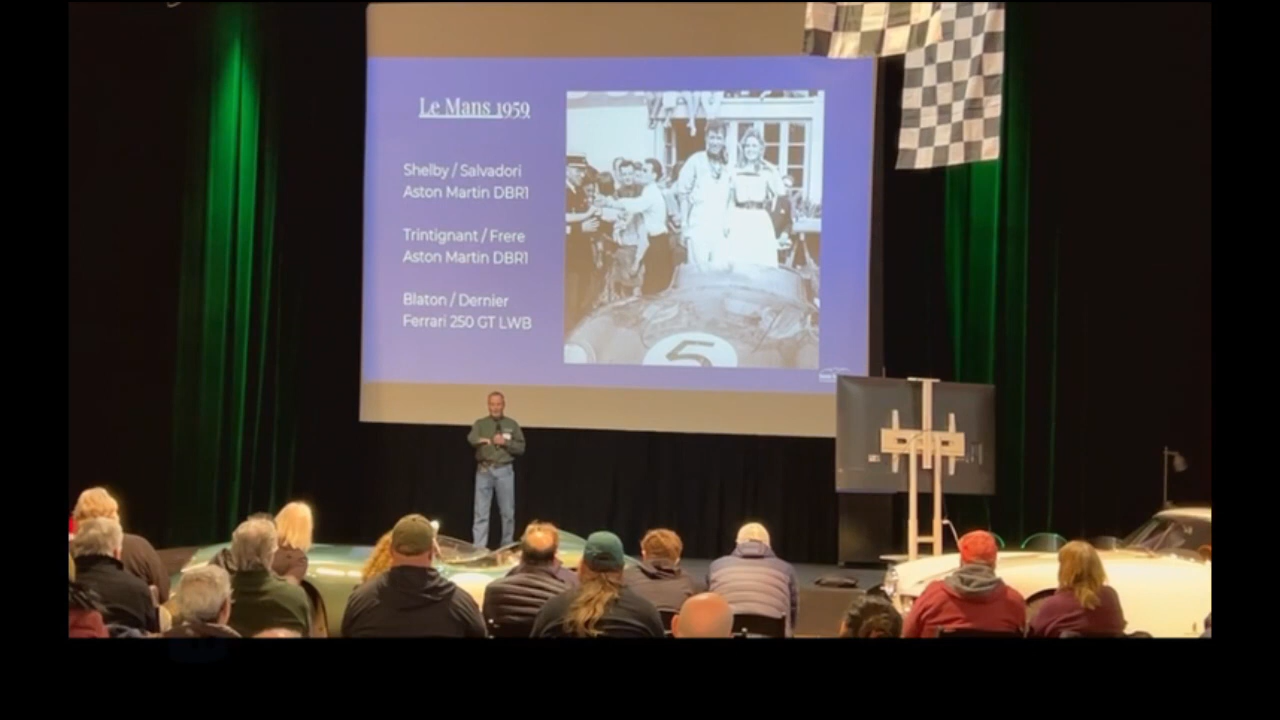 Le Mans 1959
Shelby / Salvadori
Aston Martin DBR1
Trintignant / Frere
Aston Martin DBR1
Blaton / Dernier
Ferrari 250 GT LWB
5